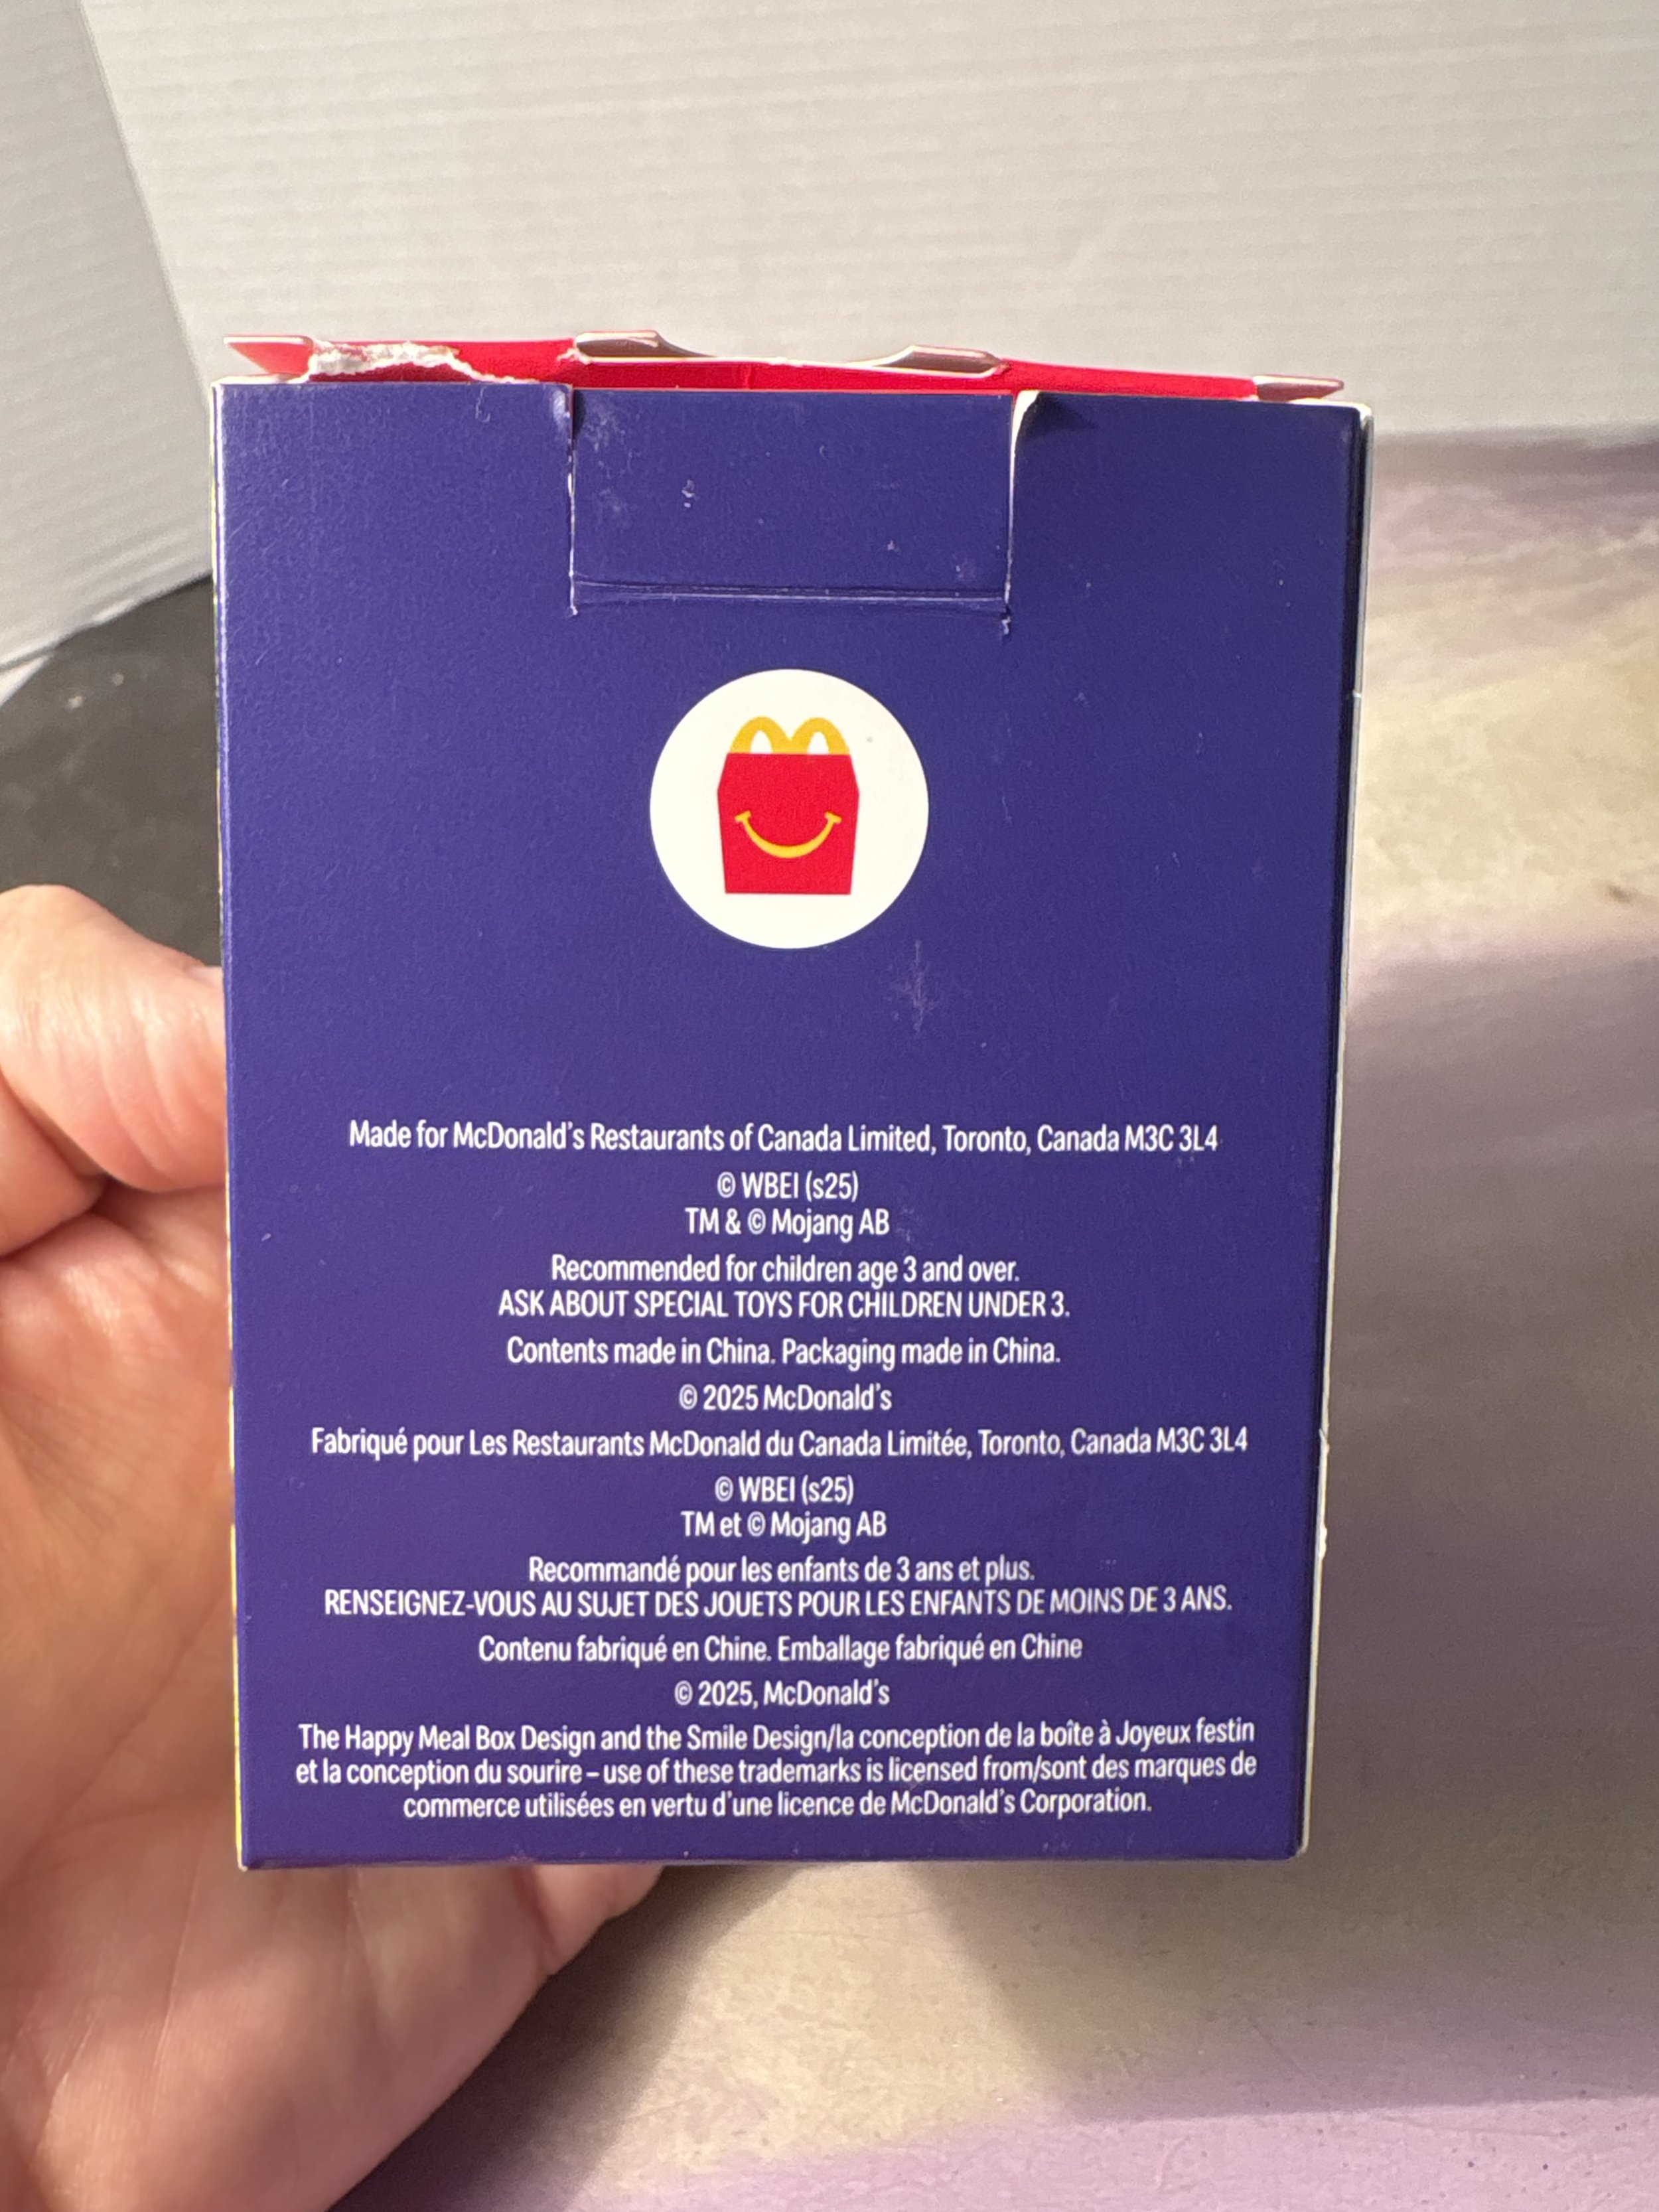 Made for McDonald's Restaurants of Canada Limited, Toronto, Canada M3C 3L4
© WBEI (s25)
TM & © Mojang AB
Recommended for children age 3 and over.
ASK ABOUT SPECIAL TOYS FOR CHILDREN UNDER 3.
Contents made in China. Packaging made in China.
© 2025 McDonald's
Fabriqué pour Les Restaurants McDonald du Canada Limitée, Toronto, Canada M3C 3L4
© WBEI (s25)
TM et © Mojang AB
Recommandé pour les enfants de 3 ans et plus.
RENSEIGNEZ-VOUS AU SUJET DES JOUETS POUR LES ENFANTS DE MOINS DE 3 ANS.
Contenu fabriqué en Chine. Emballage fabriqué en Chine
© 2025, McDonald's
The Happy Meal Box Design and the Smile Design/la conception de la boîte à Joyeux festin
et la conception du sourire – use of these trademarks is licensed from/sont des marques de
commerce utilisées en vertu d'une licence de McDonald's Corporation.